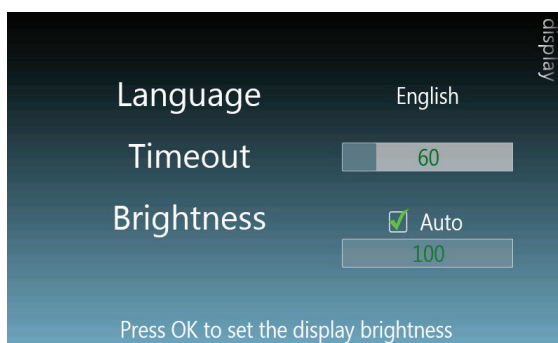 display
Language English
Timeout 60
Brightness Auto
100
Press OK to set the display brightness